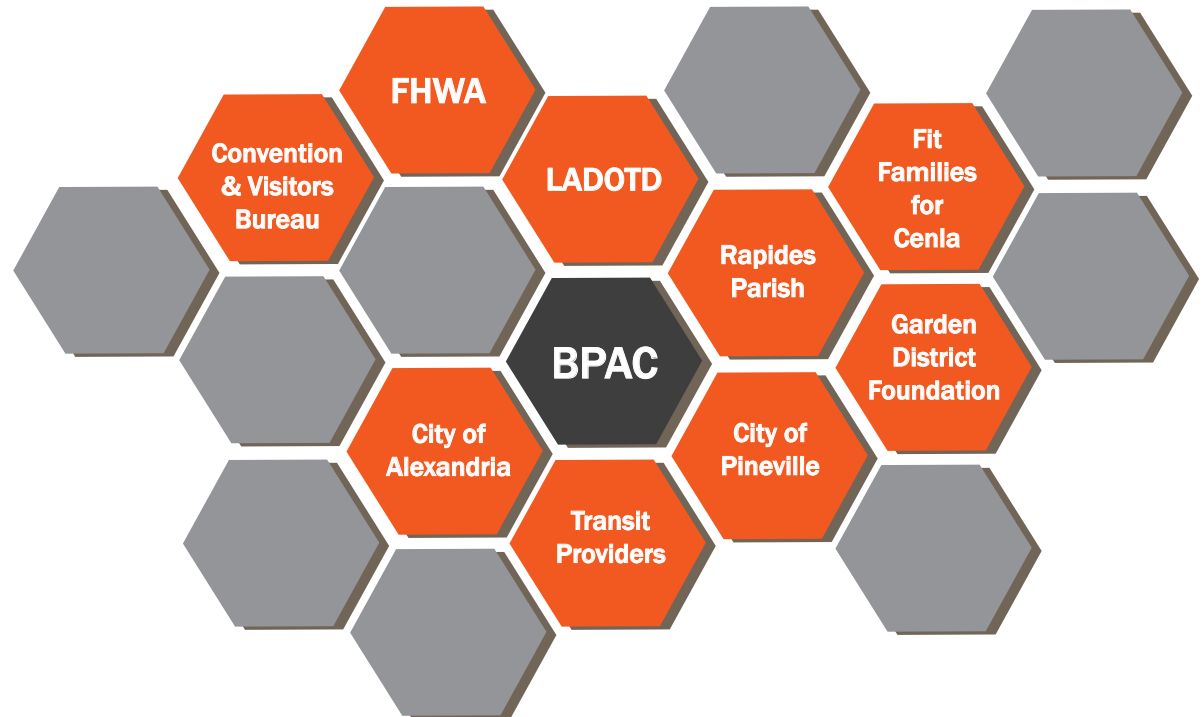 FHWA
Convention
& Visitors
Bureau
LADOTD
Fit
Families
for
Cenla
Rapides
Parish
Garden
District
Foundation
BPAC
City of
Alexandria
City of
Pineville
Transit
Providers